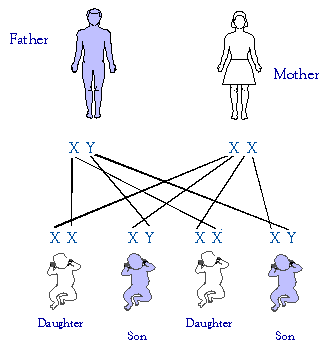 Father
Mother
X Y X X
X X X Y X X X Y
Daughter Daughter
Son Son